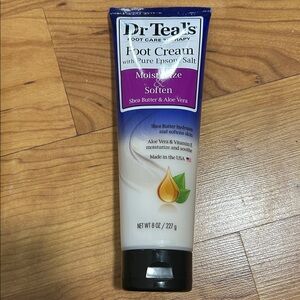 Dr Teal's
FOOT CARE THERAPY
Foot Cream
with Pure Epsom Salt
Moisturize
&
Soften
Shea Butter & Aloe Vera
Shea Butter hydrates
and softens skin
Aloe Vera & Vitamin E
moisturize and soothe
Made in the USA
NET WT 8 OZ / 227 g